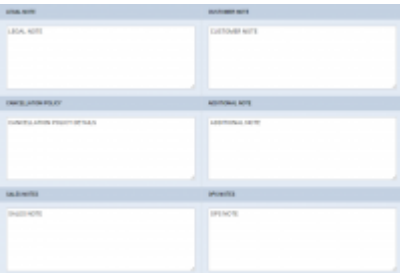 LEGAL NOTE
CUSTOMER NOTE
LEGAL NOTE
CUSTOMER NOTE
CANCELLATION POLICY
ADDITIONAL NOTE
CANCELLATION POLICY DETAILS
ADDITIONAL NOTE
SALES NOTES
OPS NOTES
SALES NOTE
OPS NOTE